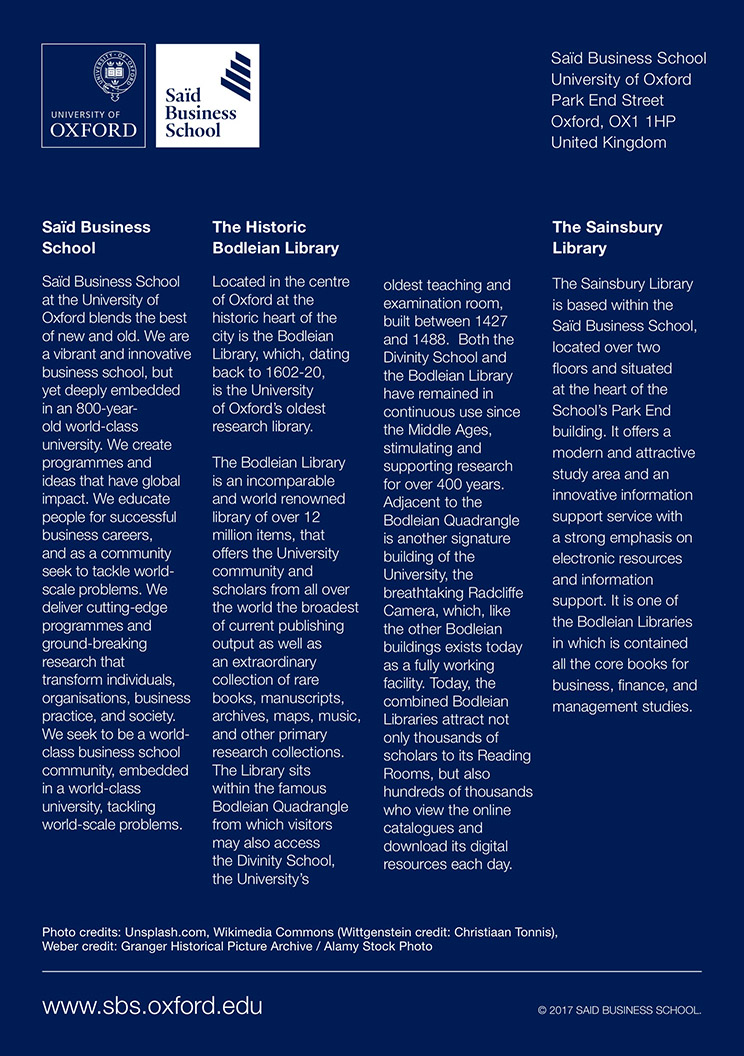 UNIVERSITY OF
OXFORD
Saïd
Business
School
Saïd Business School
University of Oxford
Park End Street
Oxford, OX1 1HP
United Kingdom
Saïd Business
School
Saïd Business School
at the University of
Oxford blends the best
of new and old. We are
a vibrant and innovative
business school, but
yet deeply embedded
in an 800-year-
old world-class
university. We create
programmes and
ideas that have global
impact. We educate
people for successful
business careers,
and as a community
seek to tackle world-
scale problems. We
deliver cutting-edge
programmes and
ground-breaking
research that
transform individuals,
organisations, business
practice, and society.
We seek to be a world-
class business school
community, embedded
in a world-class
university, tackling
world-scale problems.
The Historic
Bodleian Library
Located in the centre
of Oxford at the
historic heart of the
city is the Bodleian
Library, which, dating
back to 1602-20,
is the University
of Oxford's oldest
research library.
The Bodleian Library
is an incomparable
and world renowned
library of over 12
million items, that
offers the University
community and
scholars from all over
the world the broadest
of current publishing
output as well as
an extraordinary
collection of rare
books, manuscripts,
archives, maps, music,
and other primary
research collections.
The Library sits
within the famous
Bodleian Quadrangle
from which visitors
may also access
the Divinity School,
the University's
oldest teaching and
examination room,
built between 1427
and 1488.  Both the
Divinity School and
the Bodleian Library
have remained in
continuous use since
the Middle Ages,
stimulating and
supporting research
for over 400 years.
Adjacent to the
Bodleian Quadrangle
is another signature
building of the
University, the
breathtaking Radcliffe
Camera, which, like
the other Bodleian
buildings exists today
as a fully working
facility. Today, the
combined Bodleian
Libraries attract not
only thousands of
scholars to its Reading
Rooms, but also
hundreds of thousands
who view the online
catalogues and
download its digital
resources each day.
The Sainsbury
Library
The Sainsbury Library
is based within the
Saïd Business School,
located over two
floors and situated
at the heart of the
School's Park End
building. It offers a
modern and attractive
study area and an
innovative information
support service with
a strong emphasis on
electronic resources
and information
support. It is one of
the Bodleian Libraries
in which is contained
all the core books for
business, finance, and
management studies.
Photo credits: Unsplash.com, Wikimedia Commons (Wittgenstein credit: Christiaan Tonnis),
Weber credit: Granger Historical Picture Archive / Alamy Stock Photo
www.sbs.oxford.edu
© 2017 SAID BUSINESS SCHOOL.